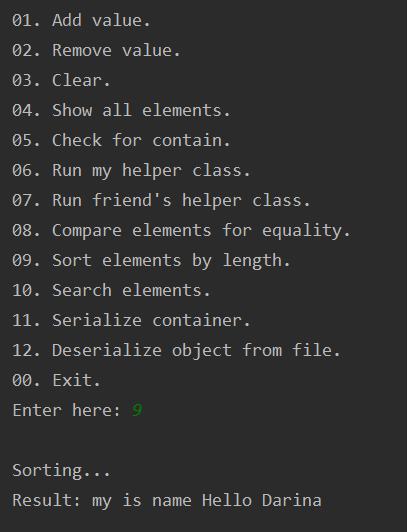 01. Add value.
02. Remove value.
03. Clear.
04. Show all elements.
05. Check for contain.
06. Run my helper class.
07. Run friend's helper class.
08. Compare elements for equality.
09. Sort elements by length.
10. Search elements.
11. Serialize container.
12. Deserialize object from file.
00. Exit.
Enter here: 9
Sorting...
Result: my is name Hello Darina